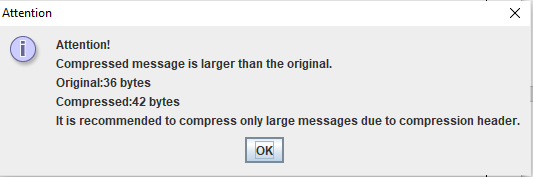 Attention
Attention!
Compressed message is larger than the original.
Original:36 bytes
Compressed:42 bytes
It is recommended to compress only large messages due to compression header.
OK